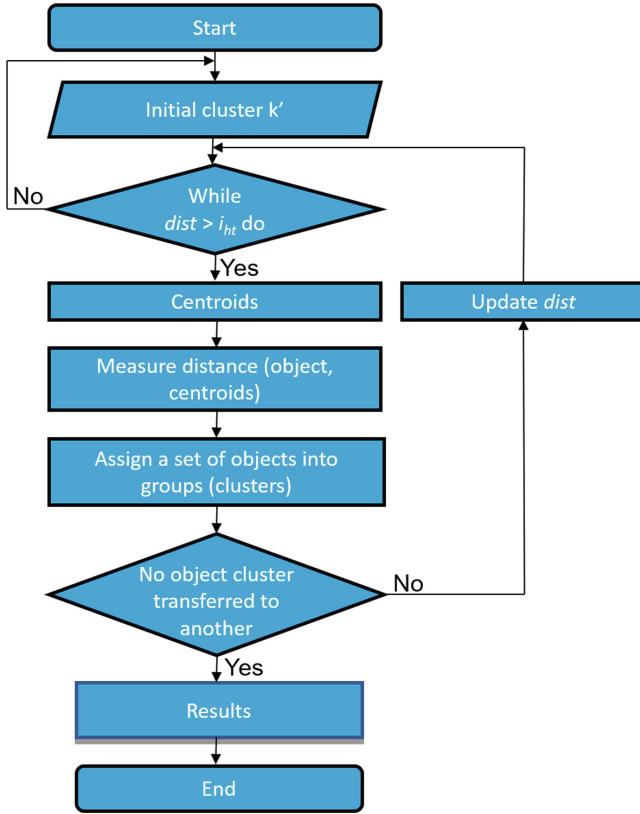 Start
Initial cluster k’
No
While
dist > iht do
Yes
Centroids
Update dist
Measure distance (object,
centroids)
Assign a set of objects into
groups (clusters)
No object cluster
transferred to
another
No
Yes
Results
End